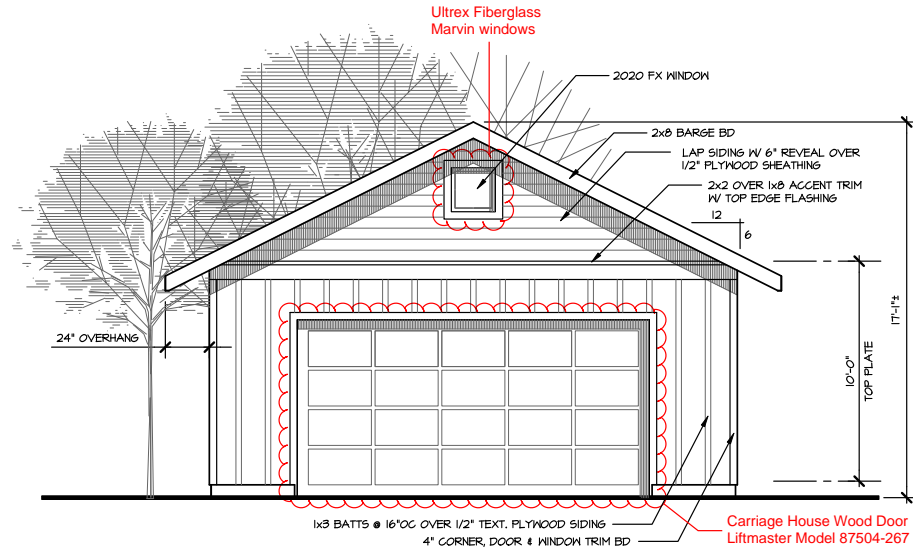 Ultrex Fiberglass
Marvin windows
2020 FX WINDOW
2x8 BARGE BD
LAP SIDING W/ 6" REVEAL OVER
1/2" PLYWOOD SHEATHING
2x2 OVER 1x8 ACCENT TRIM
W/ TOP EDGE FLASHING
12
6
24" OVERHANG
17'-1"±
10'-0"
TOP PLATE
1x3 BATTS @ 16"OC OVER 1/2" TEXT. PLYWOOD SIDING
4" CORNER, DOOR & WINDOW TRIM BD
Carriage House Wood Door
Liftmaster Model 87504-267